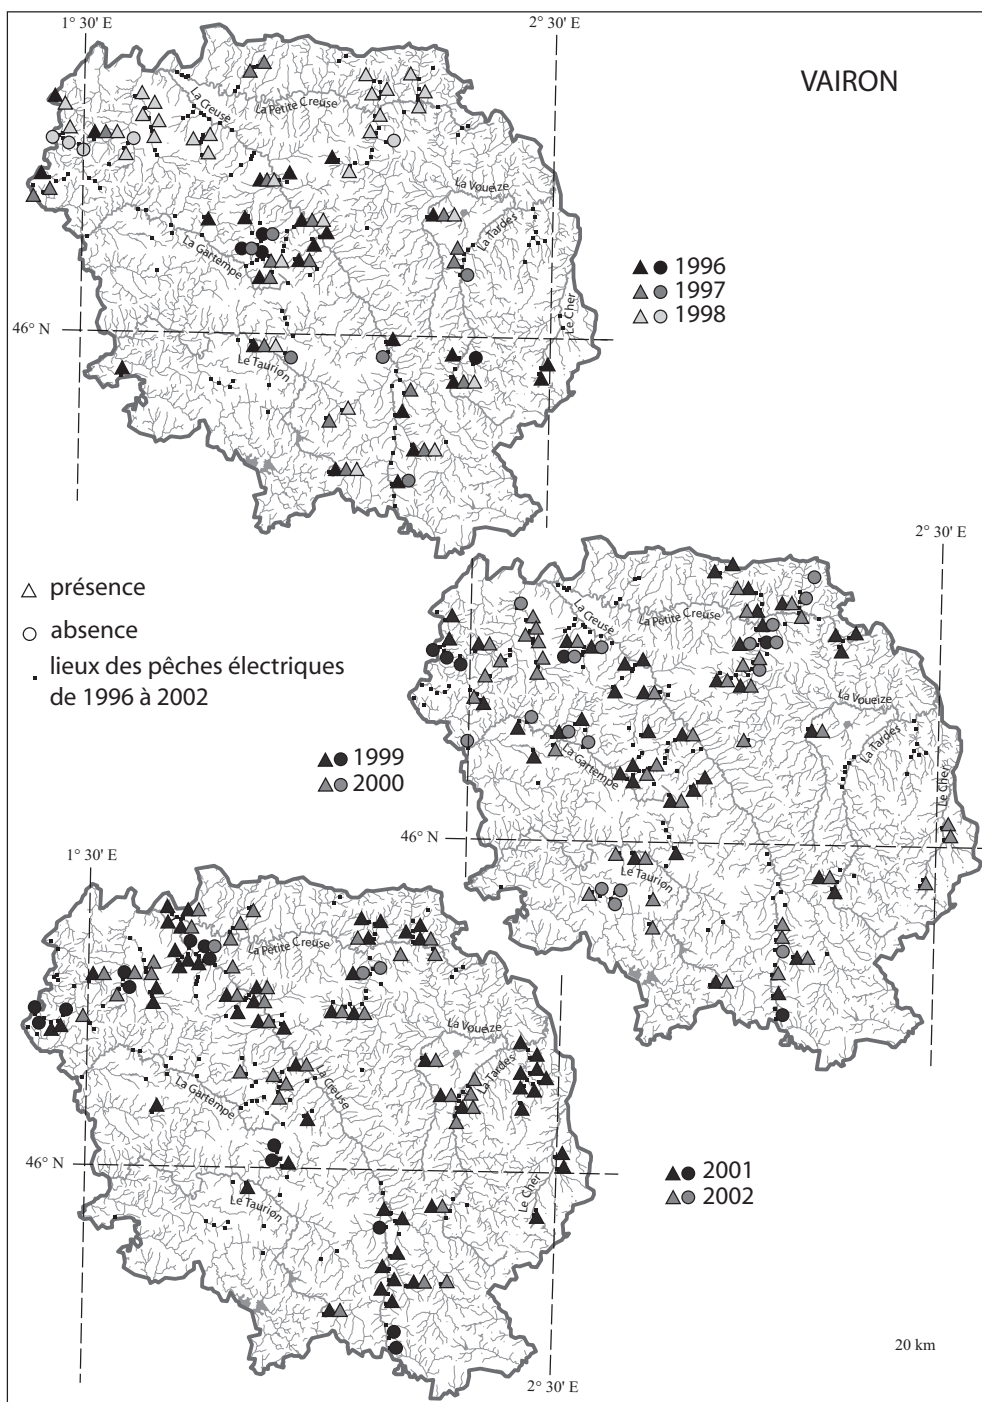 1° 30' E
2° 30' E
VAIRON
La Creuse
La Petite Creuse
La Voueize
La Tardes
La Gartempe
1996
1997
1998
Le Cher
46° N
Le Taurion
2° 30' E
présence
absence
lieux des pêches électriques
de 1996 à 2002
La Creuse
La Petite Creuse
La Voueize
La Tardes
1999
2000
La Gartempe
Le Cher
46° N
1° 30' E
Le Taurion
La Petite Creuse
La Voueize
La Tardes
La Creuse
La Gartempe
46° N
2001
2002
Le Cher
Le Taurion
20 km
2° 30' E